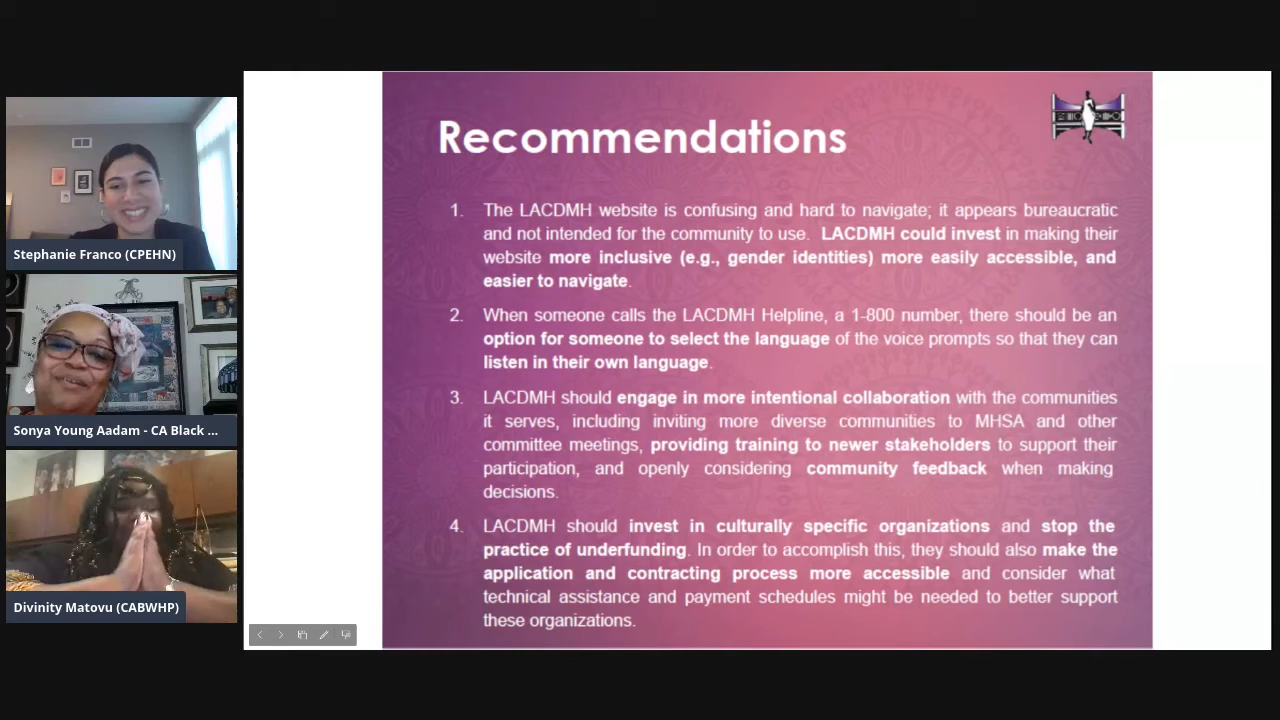 Stephanie Franco (CPEHN)
Sonya Young Aadam - CA Black ...
Divinity Matovu (CABWHP)
Recommendations
1. The LACDMH website is confusing and hard to navigate; it appears bureaucratic
and not intended for the community to use. LACDMH could invest in making their
website more inclusive (e.g., gender identities) more easily accessible, and
easier to navigate.
2. When someone calls the LACDMH Helpline, a 1-800 number, there should be an
option for someone to select the language of the voice prompts so that they can
listen in their own language.
3. LACDMH should engage in more intentional collaboration with the communities
it serves, including inviting more diverse communities to MHSA and other
committee meetings, providing training to newer stakeholders to support their
participation, and openly considering community feedback when making
decisions.
4. LACDMH should invest in culturally specific organizations and stop the
practice of underfunding. In order to accomplish this, they should also make the
application and contracting process more accessible and consider what
technical assistance and payment schedules might be needed to better support
these organizations.